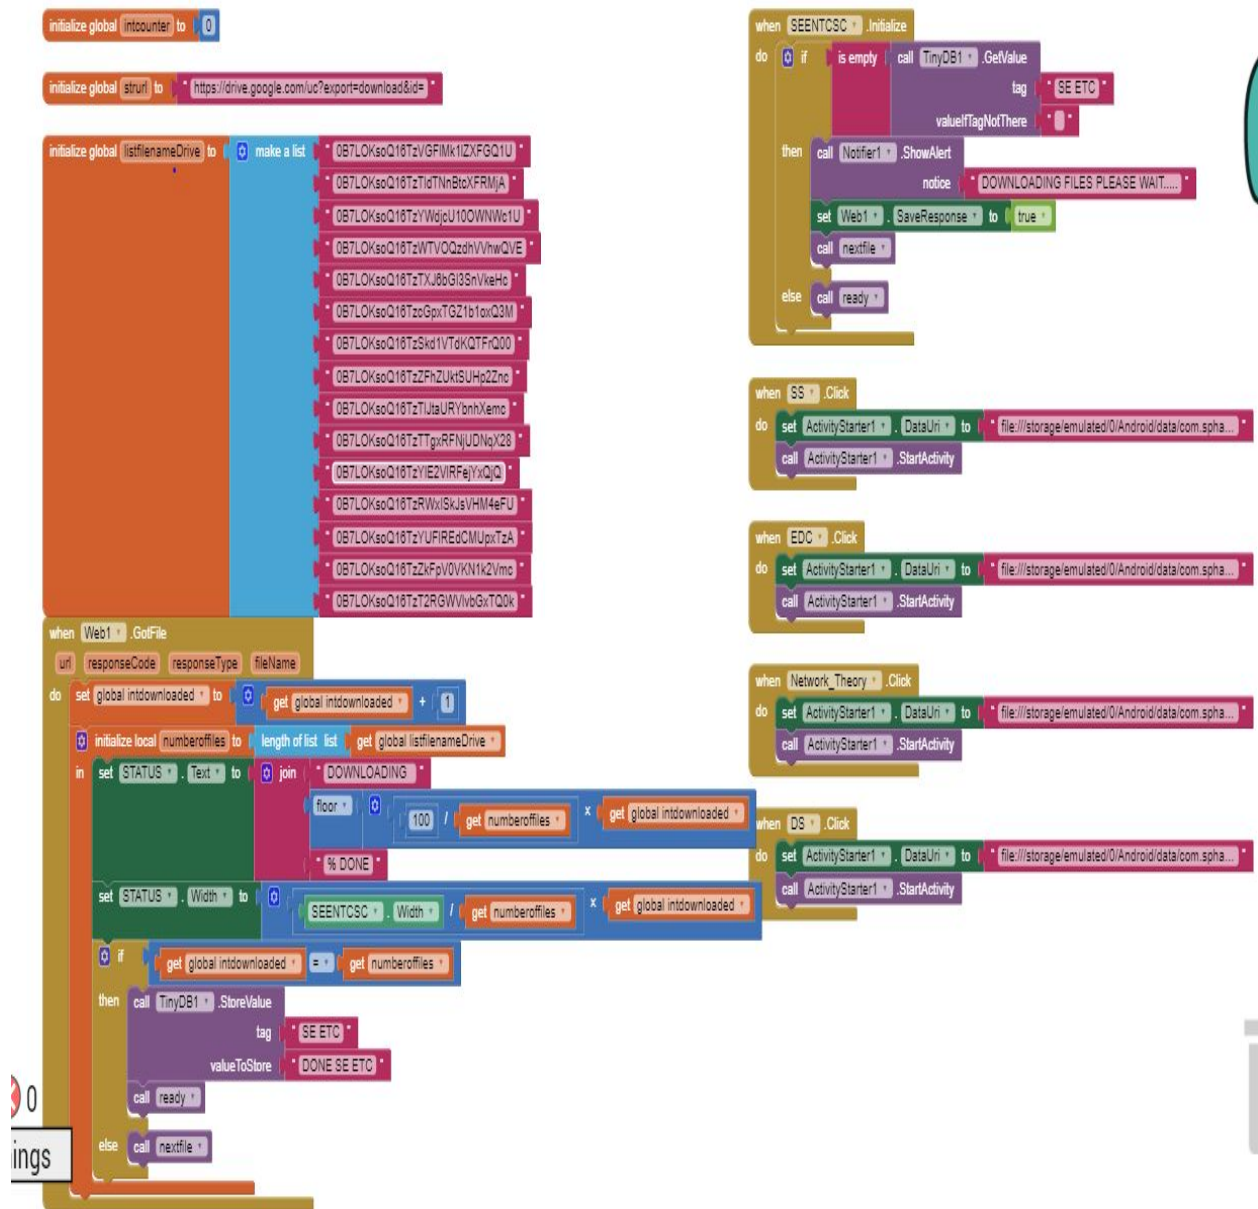 initialize global intcounter to 0
initialize global strurl to " https://drive.google.com/uc?export=download&id= "
initialize global listfilenameDrive to make a list " 0B7LOKsoQ16TzVGFIMk1IZXFGQ1U "
" 0B7LOKsoQ16TzTldTNnBtcXFRMjA "
" 0B7LOKsoQ16TzYWdjcU10OWNWc1U "
" 0B7LOKsoQ16TzWTVOQzdhVVhwQVE "
" 0B7LOKsoQ16TzTXJ6bGl3SnVkeHc "
" 0B7LOKsoQ16TzcGpxTGZ1b1oxQ3M "
" 0B7LOKsoQ16TzSkd1VTdKQTFrQ00 "
" 0B7LOKsoQ16TzZFhZUktSUHp2Znc "
" 0B7LOKsoQ16TzTlJtaURYbnhXemc "
" 0B7LOKsoQ16TzTTgxRFNjUDNqX28 "
" 0B7LOKsoQ16TzYlE2VlRFejYxQjQ "
" 0B7LOKsoQ16TzRWxlSkJsVHM4eFU "
" 0B7LOKsoQ16TzYUFlREdCMUpxTzA "
" 0B7LOKsoQ16TzZkFpV0VKN1k2Vmc "
" 0B7LOKsoQ16TzT2RGWVlvbGxTQ0k "
when Web1 .GotFile
url responseCode responseType fileName
do set global intdownloaded to get global intdownloaded + 1
initialize local numberoffiles to length of list list get global listfilenameDrive
in set STATUS . Text to join " DOWNLOADING "
floor 100 / get numberoffiles × get global intdownloaded
" % DONE "
set STATUS . Width to SEENTCSC . Width / get numberoffiles × get global intdownloaded
if get global intdownloaded = get numberoffiles
then call TinyDB1 .StoreValue
tag " SE ETC "
valueToStore " DONE SE ETC "
call ready
else call nextfile
0
ings
when SEENTCSC .Initialize
do if is empty call TinyDB1 .GetValue
tag " SE ETC "
valueIfTagNotThere " "
then call Notifier1 .ShowAlert
notice " DOWNLOADING FILES PLEASE WAIT..... "
set Web1 . SaveResponse to true
call nextfile
else call ready
when SS .Click
do set ActivityStarter1 . DataUri to " file:///storage/emulated/0/Android/data/com.spha... "
call ActivityStarter1 .StartActivity
when EDC .Click
do set ActivityStarter1 . DataUri to " file:///storage/emulated/0/Android/data/com.spha... "
call ActivityStarter1 .StartActivity
when Network_Theory .Click
do set ActivityStarter1 . DataUri to " file:///storage/emulated/0/Android/data/com.spha... "
call ActivityStarter1 .StartActivity
when DS .Click
do set ActivityStarter1 . DataUri to " file:///storage/emulated/0/Android/data/com.spha... "
call ActivityStarter1 .StartActivity